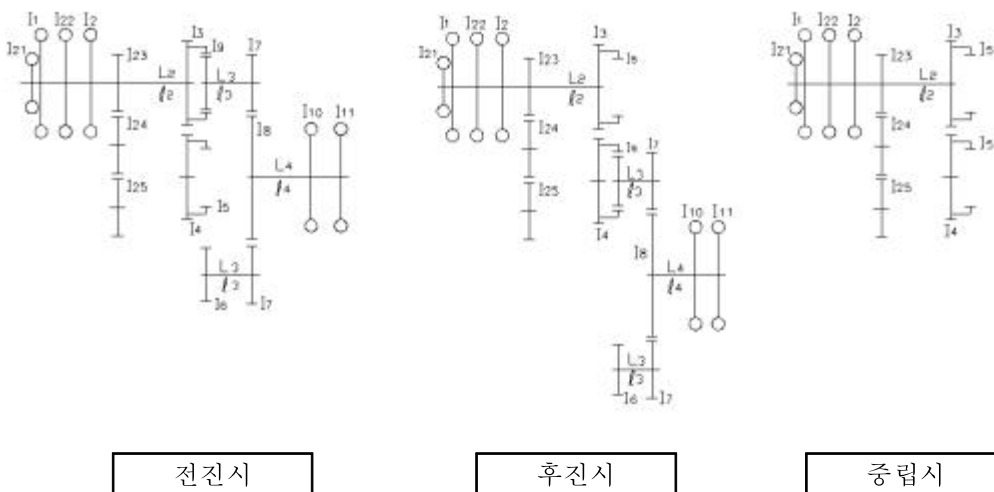 I1 I22 I2
I21
I23
I3
I9
I7
L2
ℓ2
L3
ℓ3
I24
I8
I10 I11
I25
L4
ℓ4
I5
I4
L3
ℓ3
I6
I7
I1 I22 I2
I21
I23
I3
I5
L2
ℓ2
I24
I6
I7
I25
L3
ℓ3
I4
I10 I11
I8
L4
ℓ4
L3
ℓ3
I6
I7
I1 I22 I2
I21
I23
I3
I5
L2
ℓ2
I24
I5
I25
I4
전진시
후진시
중립시